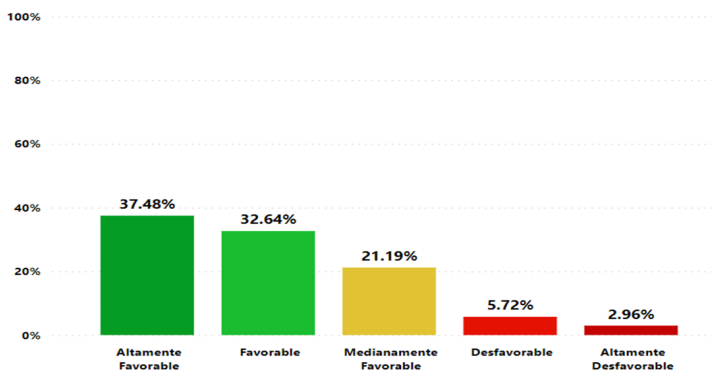 100%
80%
60%
40%
20%
0%
37.48%
32.64%
21.19%
5.72%
2.96%
Altamente
Favorable
Favorable
Medianamente
Favorable
Desfavorable
Altamente
Desfavorable